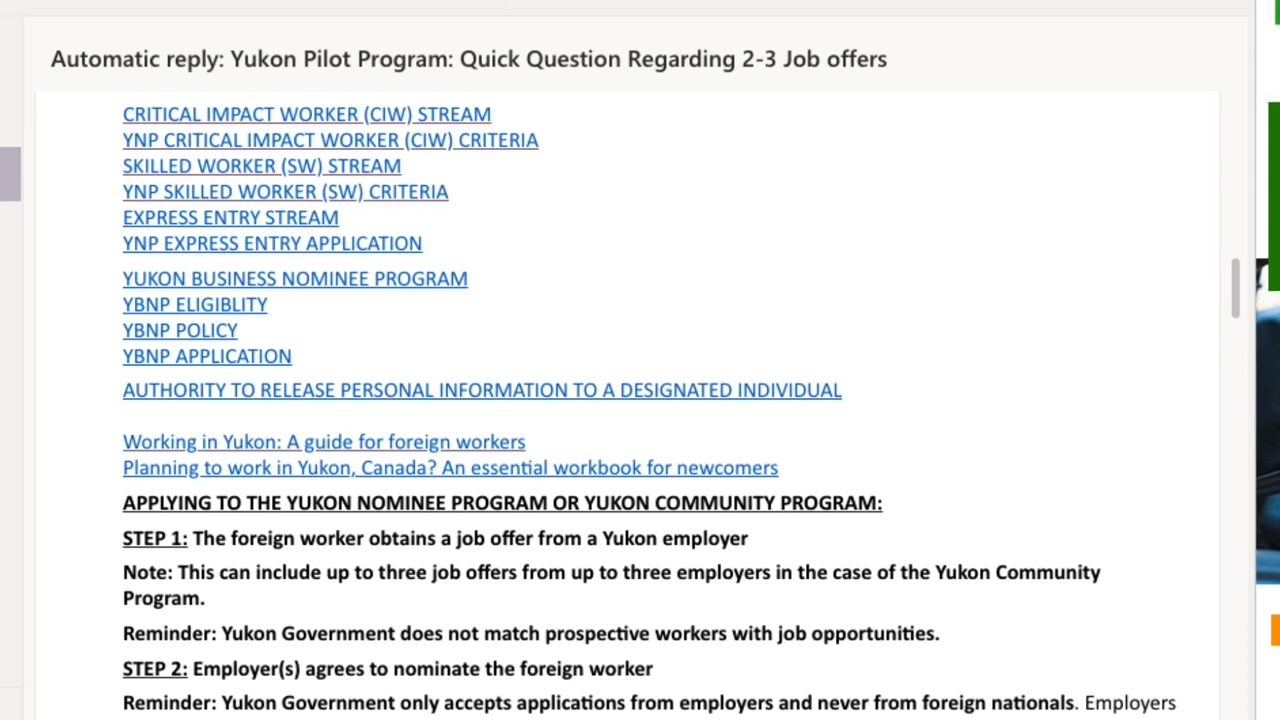 Automatic reply: Yukon Pilot Program: Quick Question Regarding 2-3 Job offers
CRITICAL IMPACT WORKER (CIW) STREAM
YNP CRITICAL IMPACT WORKER (CIW) CRITERIA
SKILLED WORKER (SW) STREAM
YNP SKILLED WORKER (SW) CRITERIA
EXPRESS ENTRY STREAM
YNP EXPRESS ENTRY APPLICATION
YUKON BUSINESS NOMINEE PROGRAM
YBNP ELIGIBLITY
YBNP POLICY
YBNP APPLICATION
AUTHORITY TO RELEASE PERSONAL INFORMATION TO A DESIGNATED INDIVIDUAL
Working in Yukon: A guide for foreign workers
Planning to work in Yukon, Canada? An essential workbook for newcomers
APPLYING TO THE YUKON NOMINEE PROGRAM OR YUKON COMMUNITY PROGRAM:
STEP 1: The foreign worker obtains a job offer from a Yukon employer
Note: This can include up to three job offers from up to three employers in the case of the Yukon Community
Program.
Reminder: Yukon Government does not match prospective workers with job opportunities.
STEP 2: Employer(s) agrees to nominate the foreign worker
Reminder: Yukon Government only accepts applications from employers and never from foreign nationals. Employers